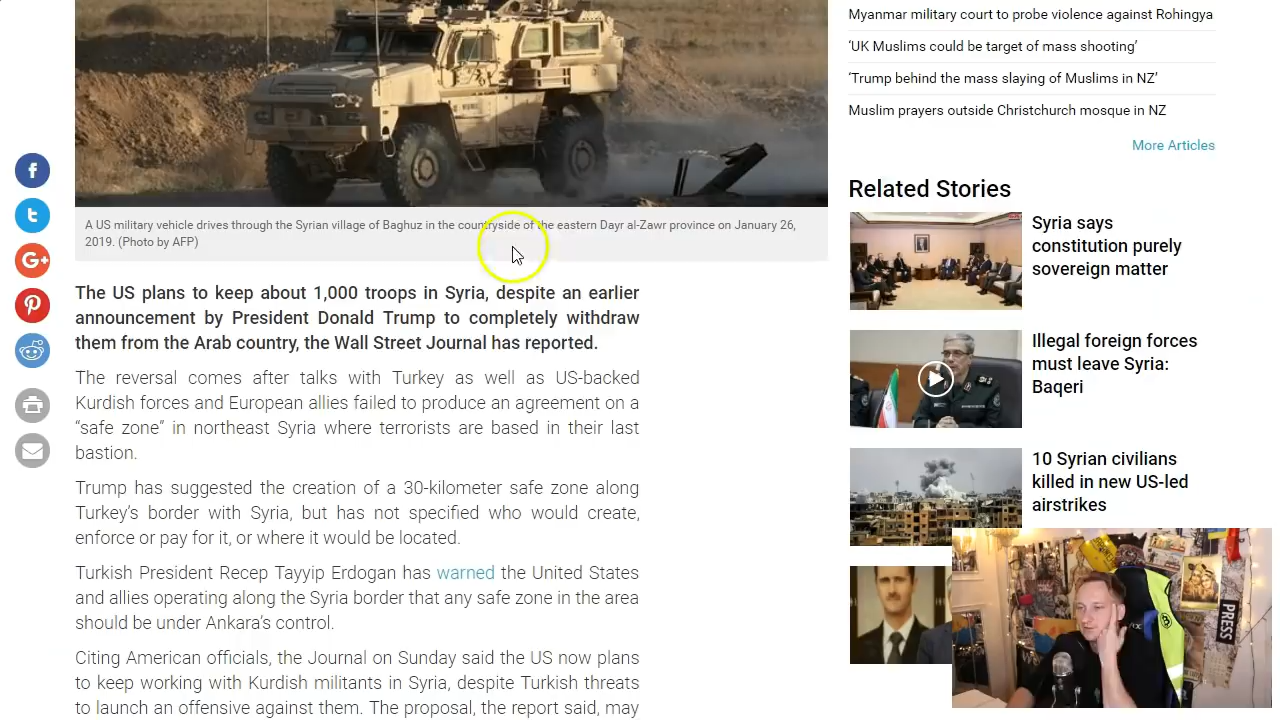 A US military vehicle drives through the Syrian village of Baghuz in the countryside of the eastern Dayr al-Zawr province on January 26,
2019. (Photo by AFP)
The US plans to keep about 1,000 troops in Syria, despite an earlier
announcement by President Donald Trump to completely withdraw
them from the Arab country, the Wall Street Journal has reported.
The reversal comes after talks with Turkey as well as US-backed
Kurdish forces and European allies failed to produce an agreement on a
“safe zone” in northeast Syria where terrorists are based in their last
bastion.
Trump has suggested the creation of a 30-kilometer safe zone along
Turkey’s border with Syria, but has not specified who would create,
enforce or pay for it, or where it would be located.
Turkish President Recep Tayyip Erdogan has warned the United States
and allies operating along the Syria border that any safe zone in the area
should be under Ankara’s control.
Citing American officials, the Journal on Sunday said the US now plans
to keep working with Kurdish militants in Syria, despite Turkish threats
to launch an offensive against them. The proposal, the report said, may
Myanmar military court to probe violence against Rohingya
‘UK Muslims could be target of mass shooting’
‘Trump behind the mass slaying of Muslims in NZ’
Muslim prayers outside Christchurch mosque in NZ
More Articles
Related Stories
Syria says
constitution purely
sovereign matter
Illegal foreign forces
must leave Syria:
Baqeri
10 Syrian civilians
killed in new US-led
airstrikes
PRESS